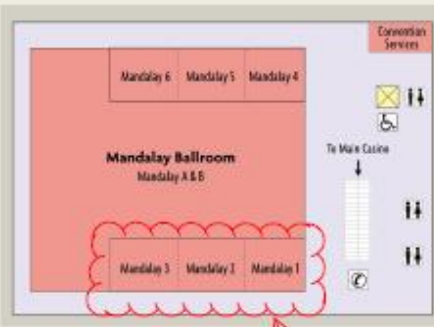 Convention
Services
Mandalay 6
Mandalay 5
Mandalay 4
To Main Casino
Mandalay Ballroom
Mandalay A & B
Mandalay 3
Mandalay 2
Mandalay 1